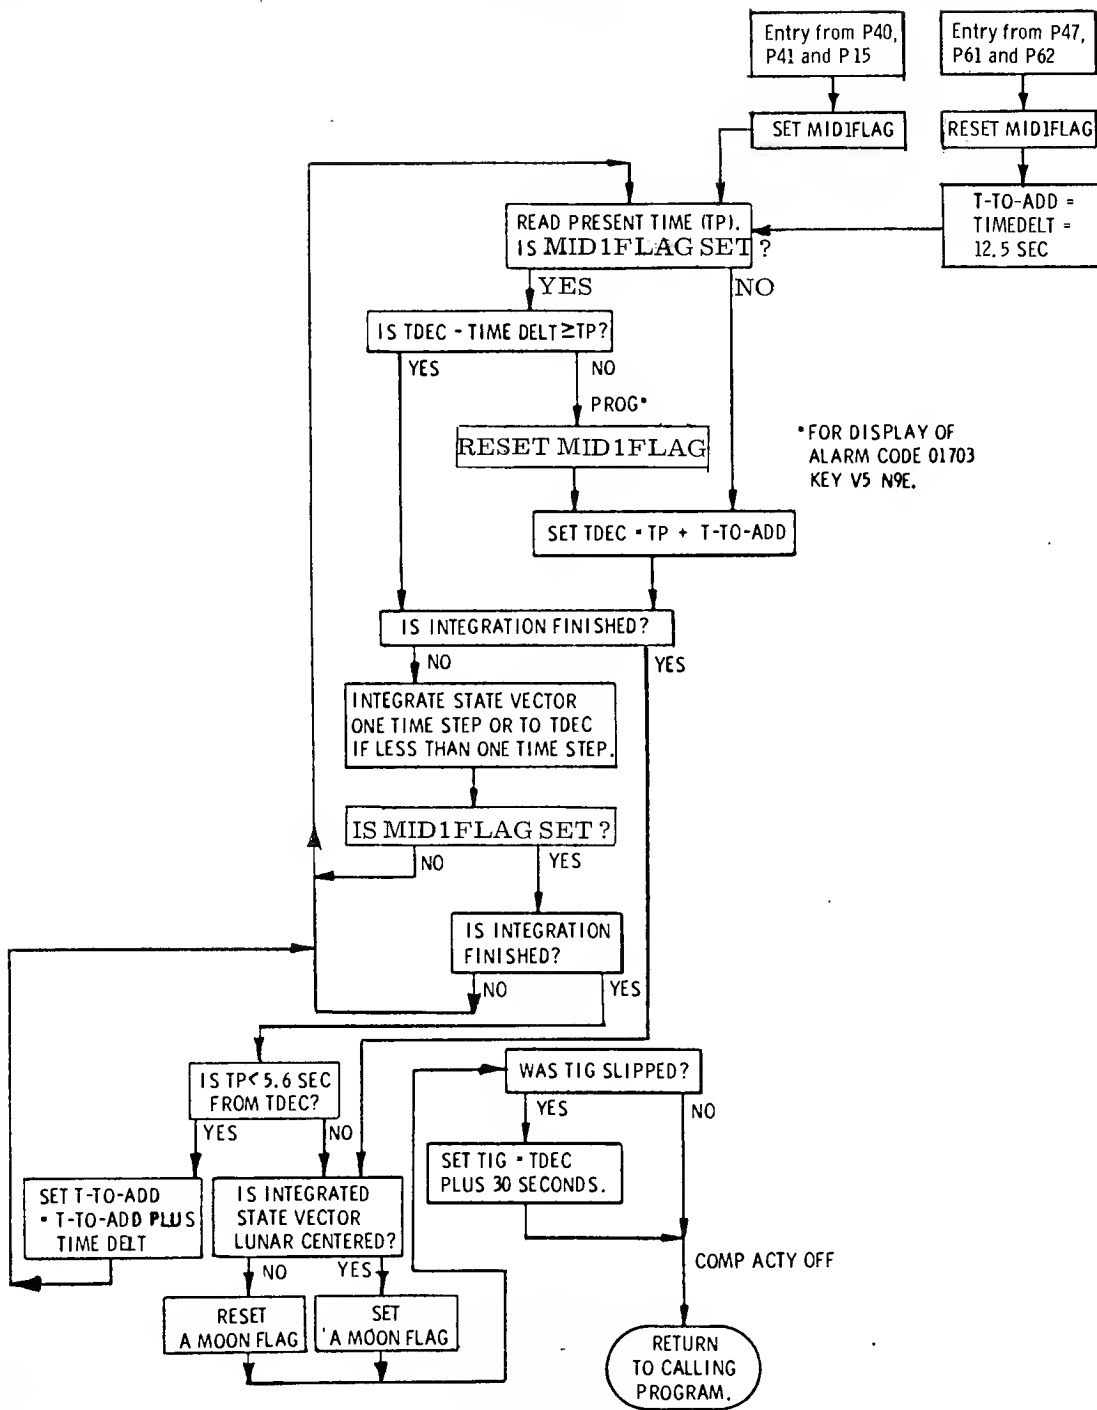 Entry from P40,
P41 and P15
Entry from P47,
P61 and P62
SET MID1FLAG
RESET MID1FLAG
T-TO-ADD =
TIMEDELT =
12.5 SEC
READ PRESENT TIME (TP).
IS MID1FLAG SET ?
YES
NO
IS TDEC - TIME DELT ≥ TP?
YES
NO
PROG*
RESET MID1FLAG
*FOR DISPLAY OF
ALARM CODE 01703
KEY V5 N9E.
SET TDEC = TP + T-TO-ADD
IS INTEGRATION FINISHED?
NO
YES
INTEGRATE STATE VECTOR
ONE TIME STEP OR TO TDEC
IF LESS THAN ONE TIME STEP.
IS MID1FLAG SET ?
NO
YES
IS INTEGRATION
FINISHED?
NO
YES
IS TP < 5.6 SEC
FROM TDEC?
YES
NO
WAS TIG SLIPPED?
YES
NO
SET TIG = TDEC
PLUS 30 SECONDS.
SET T-TO-ADD
= T-TO-ADD PLUS
TIME DELT
IS INTEGRATED
STATE VECTOR
LUNAR CENTERED?
NO
YES
COMP ACTY OFF
RESET
A MOON FLAG
SET
'A MOON FLAG
RETURN
TO CALLING
PROGRAM.